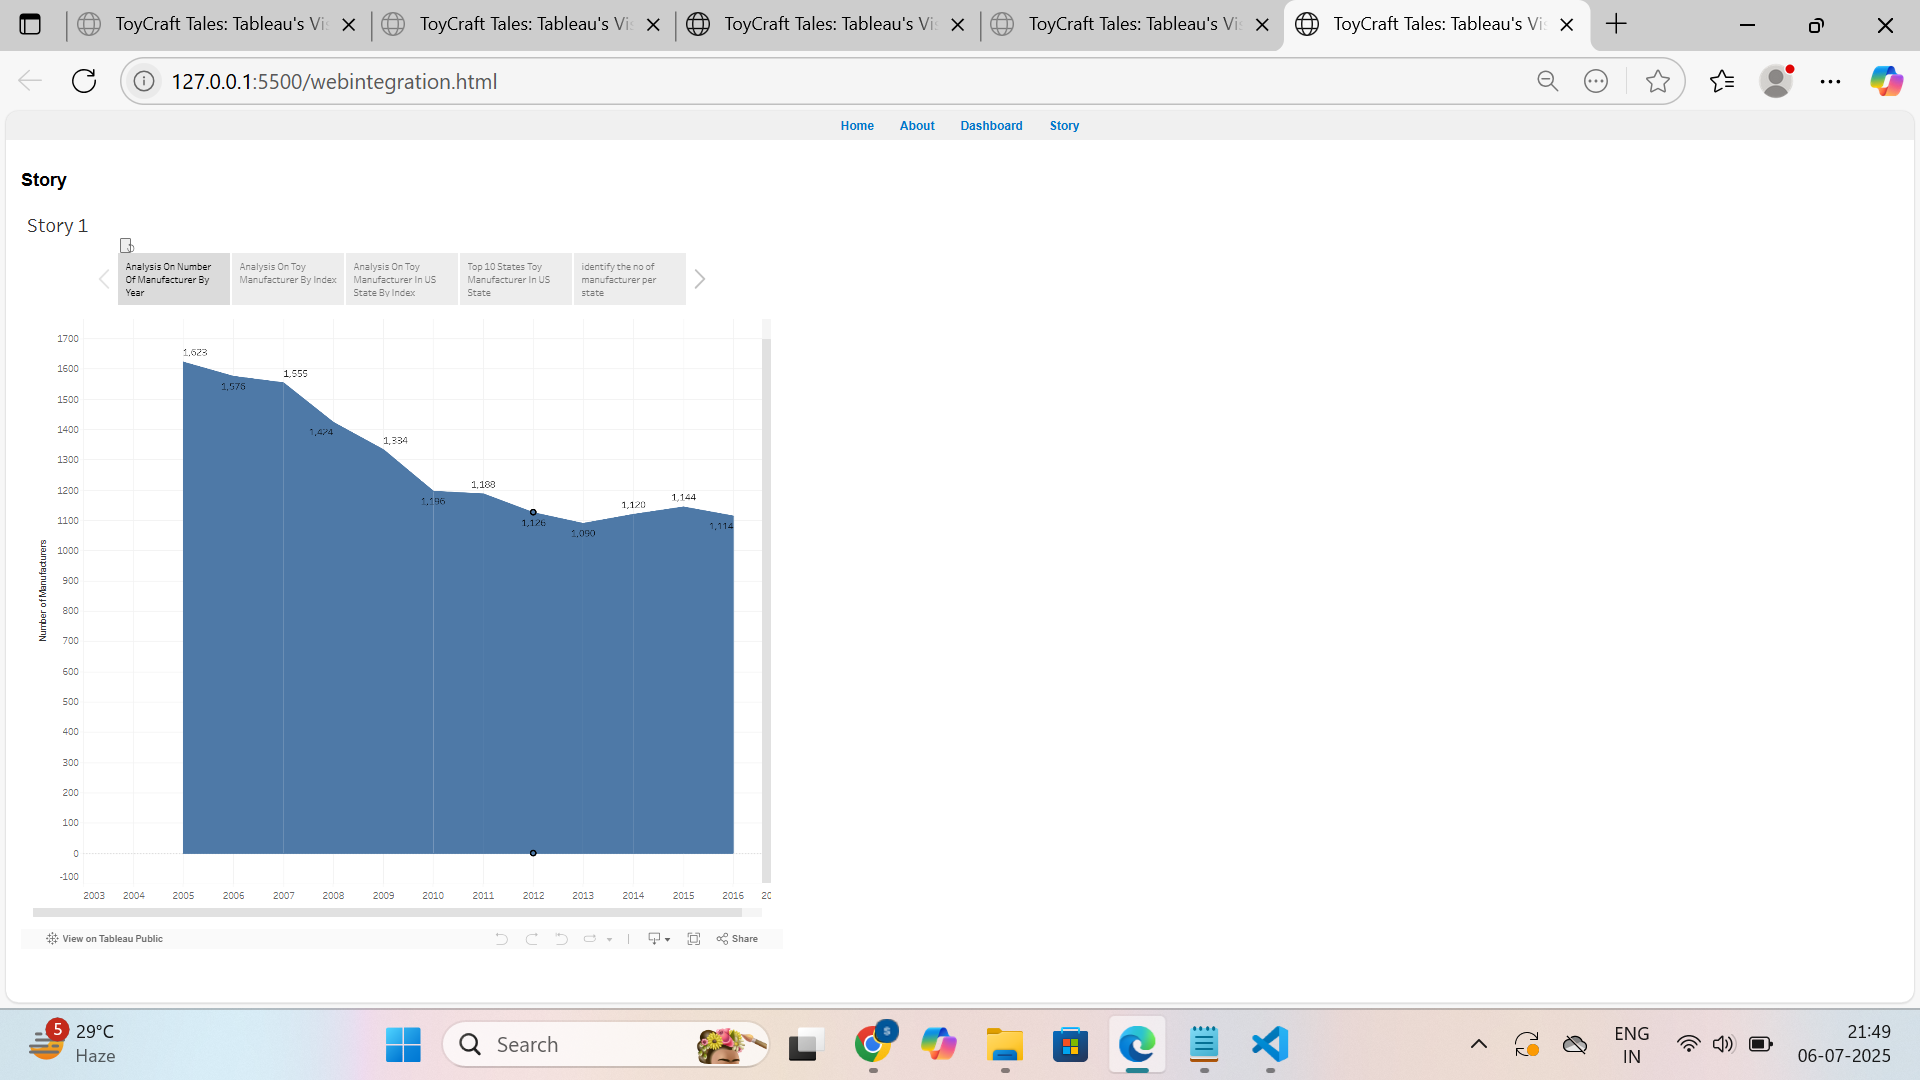 ToyCraft Tales: Tableau's Vis
ToyCraft Tales: Tableau's Vis
ToyCraft Tales: Tableau's Vis
ToyCraft Tales: Tableau's Vis
ToyCraft Tales: Tableau's Vis
127.0.0.1:5500/webintegration.html
Home About Dashboard Story
Story
Story 1
Analysis On Number
Of Manufacturer By
Year
Analysis On Toy
Manufacturer By Index
Analysis On Toy
Manufacturer In US
State By Index
Top 10 States Toy
Manufacturer In US
State
identify the no of
manufacturer per
state
Number of Manufacturers
1700
1600
1500
1400
1300
1200
1100
1000
900
800
700
600
500
400
300
200
100
0
-100
1,623
1,576
1,555
1,424
1,334
1,196
1,188
1,126
1,090
1,120
1,144
1,114
2003 2004 2005 2006 2007 2008 2009 2010 2011 2012 2013 2014 2015 2016 20
View on Tableau Public
Share
5
29°C
Haze
Search
ENG
IN
21:49
06-07-2025